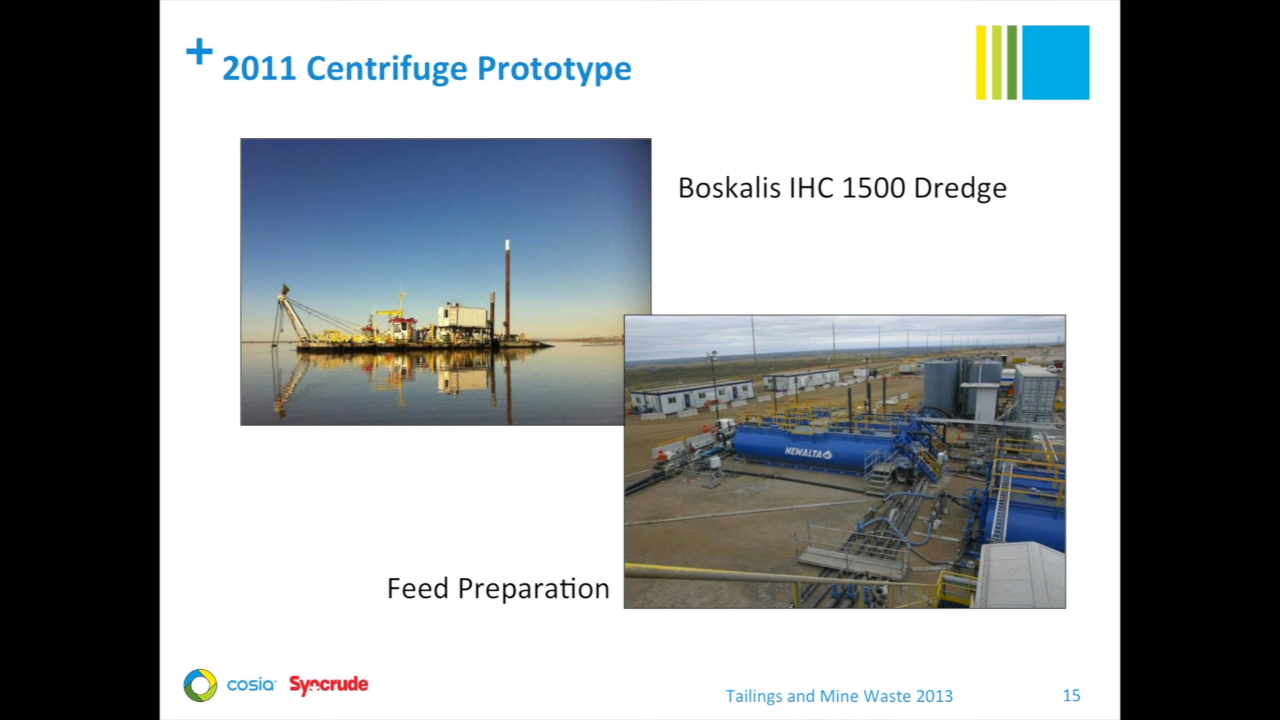 + 2011 Centrifuge Prototype
Boskalis IHC 1500 Dredge
NEWALTA
Feed Preparation
cosia Syncrude
Tailings and Mine Waste 2013
15